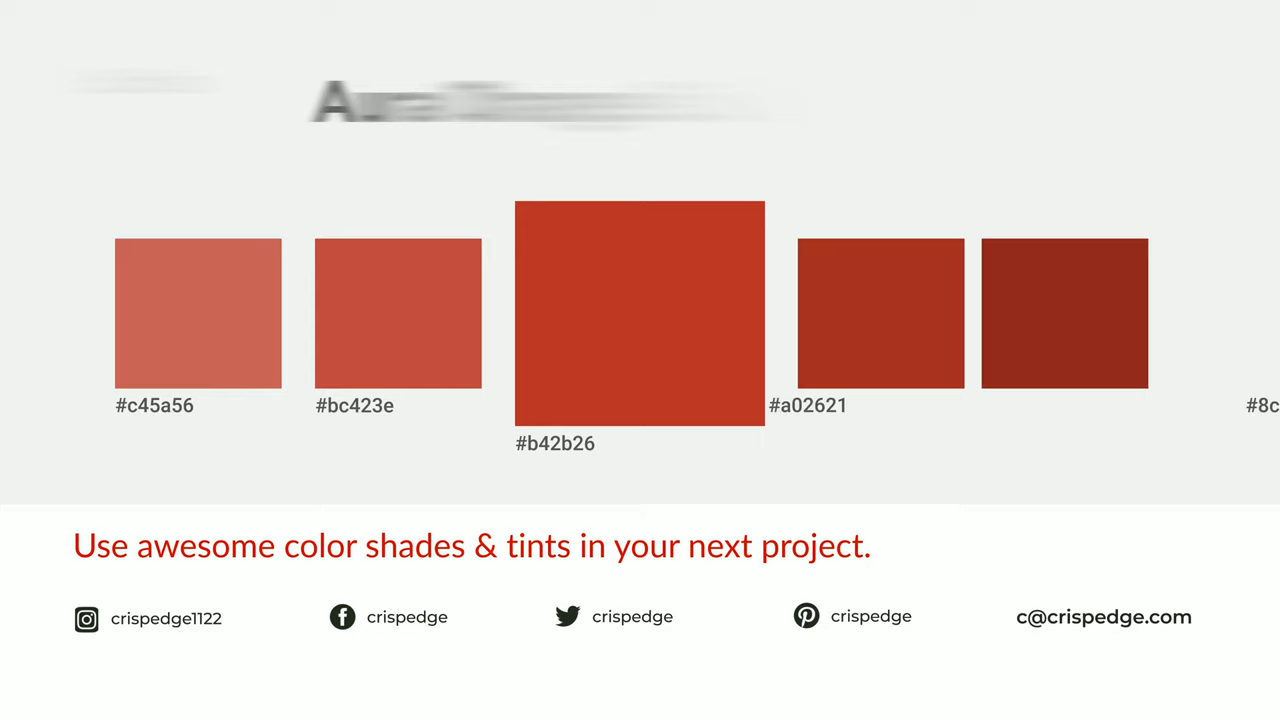 #c45a56
#bc423e
#b42b26
#a02621
#8c
Use awesome color shades & tints in your next project.
crispedge1122
crispedge
crispedge
crispedge
c@crispedge.com